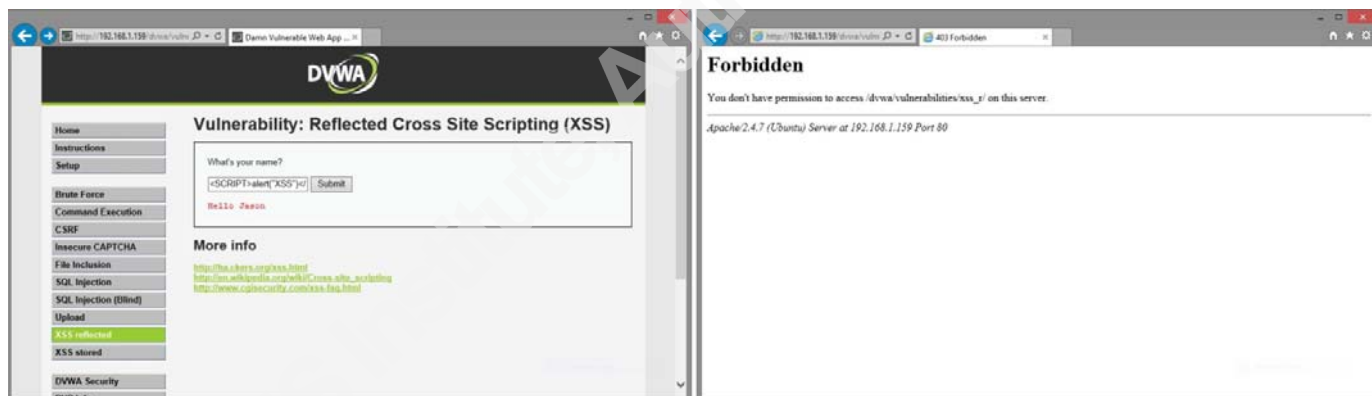 http://192.168.1.159/dvwa/vulne
Damn Vulnerable Web App ...
DVWA
Home
Instructions
Setup
Brute Force
Command Execution
CSRF
Insecure CAPTCHA
File Inclusion
SQL Injection
SQL Injection (Blind)
Upload
XSS reflected
XSS stored
DVWA Security
Vulnerability: Reflected Cross Site Scripting (XSS)
What's your name?
<SCRIPT>alert("XSS")</
Submit
Hello Jason
More info
http://ha.ckers.org/xss.html
http://en.wikipedia.org/wiki/Cross-site_scripting
http://www.cgisecurity.com/xss-faq.html
http://192.168.1.159/dvwa/vulne
403 Forbidden
Forbidden
You don't have permission to access /dvwa/vulnerabilities/xss_r/ on this server.
Apache/2.4.7 (Ubuntu) Server at 192.168.1.159 Port 80